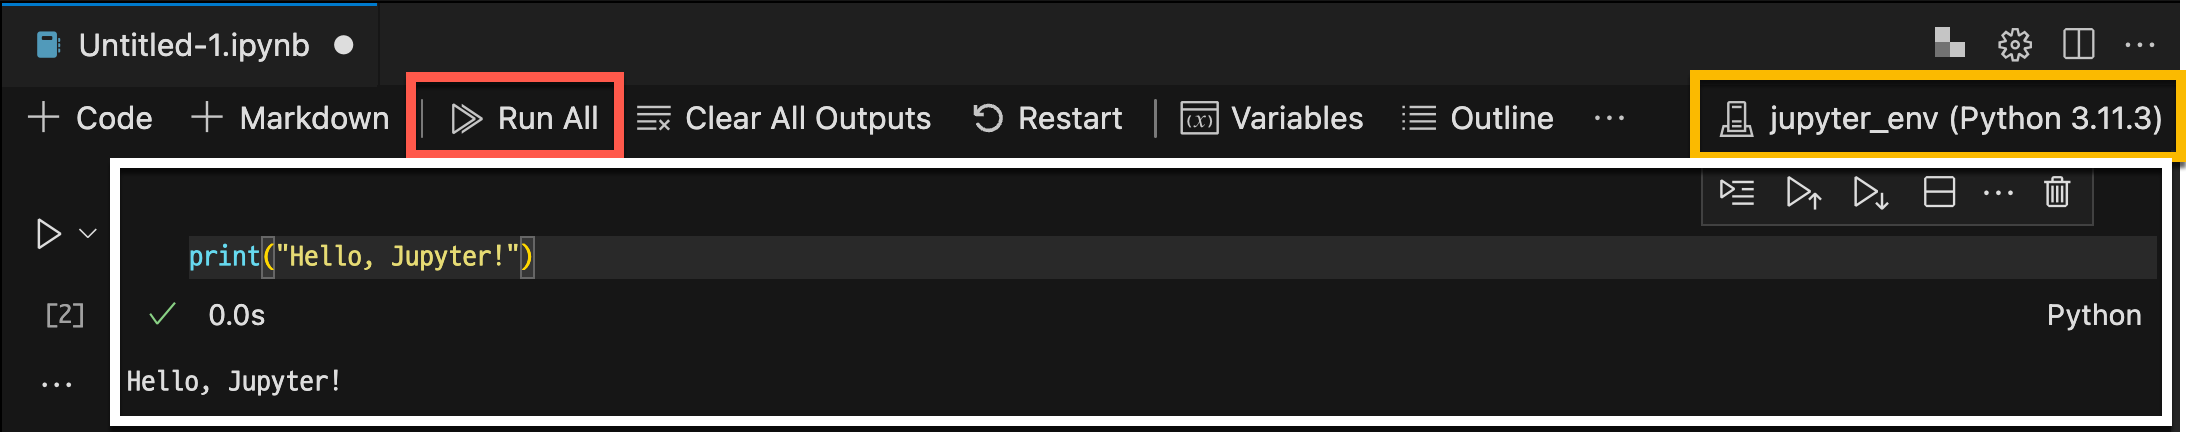 Untitled-1.ipynb
Code Markdown Run All Clear All Outputs Restart Variables Outline ... jupyter_env (Python 3.11.3)
print("Hello, Jupyter!")
[2] 0.0s Python
Hello, Jupyter!